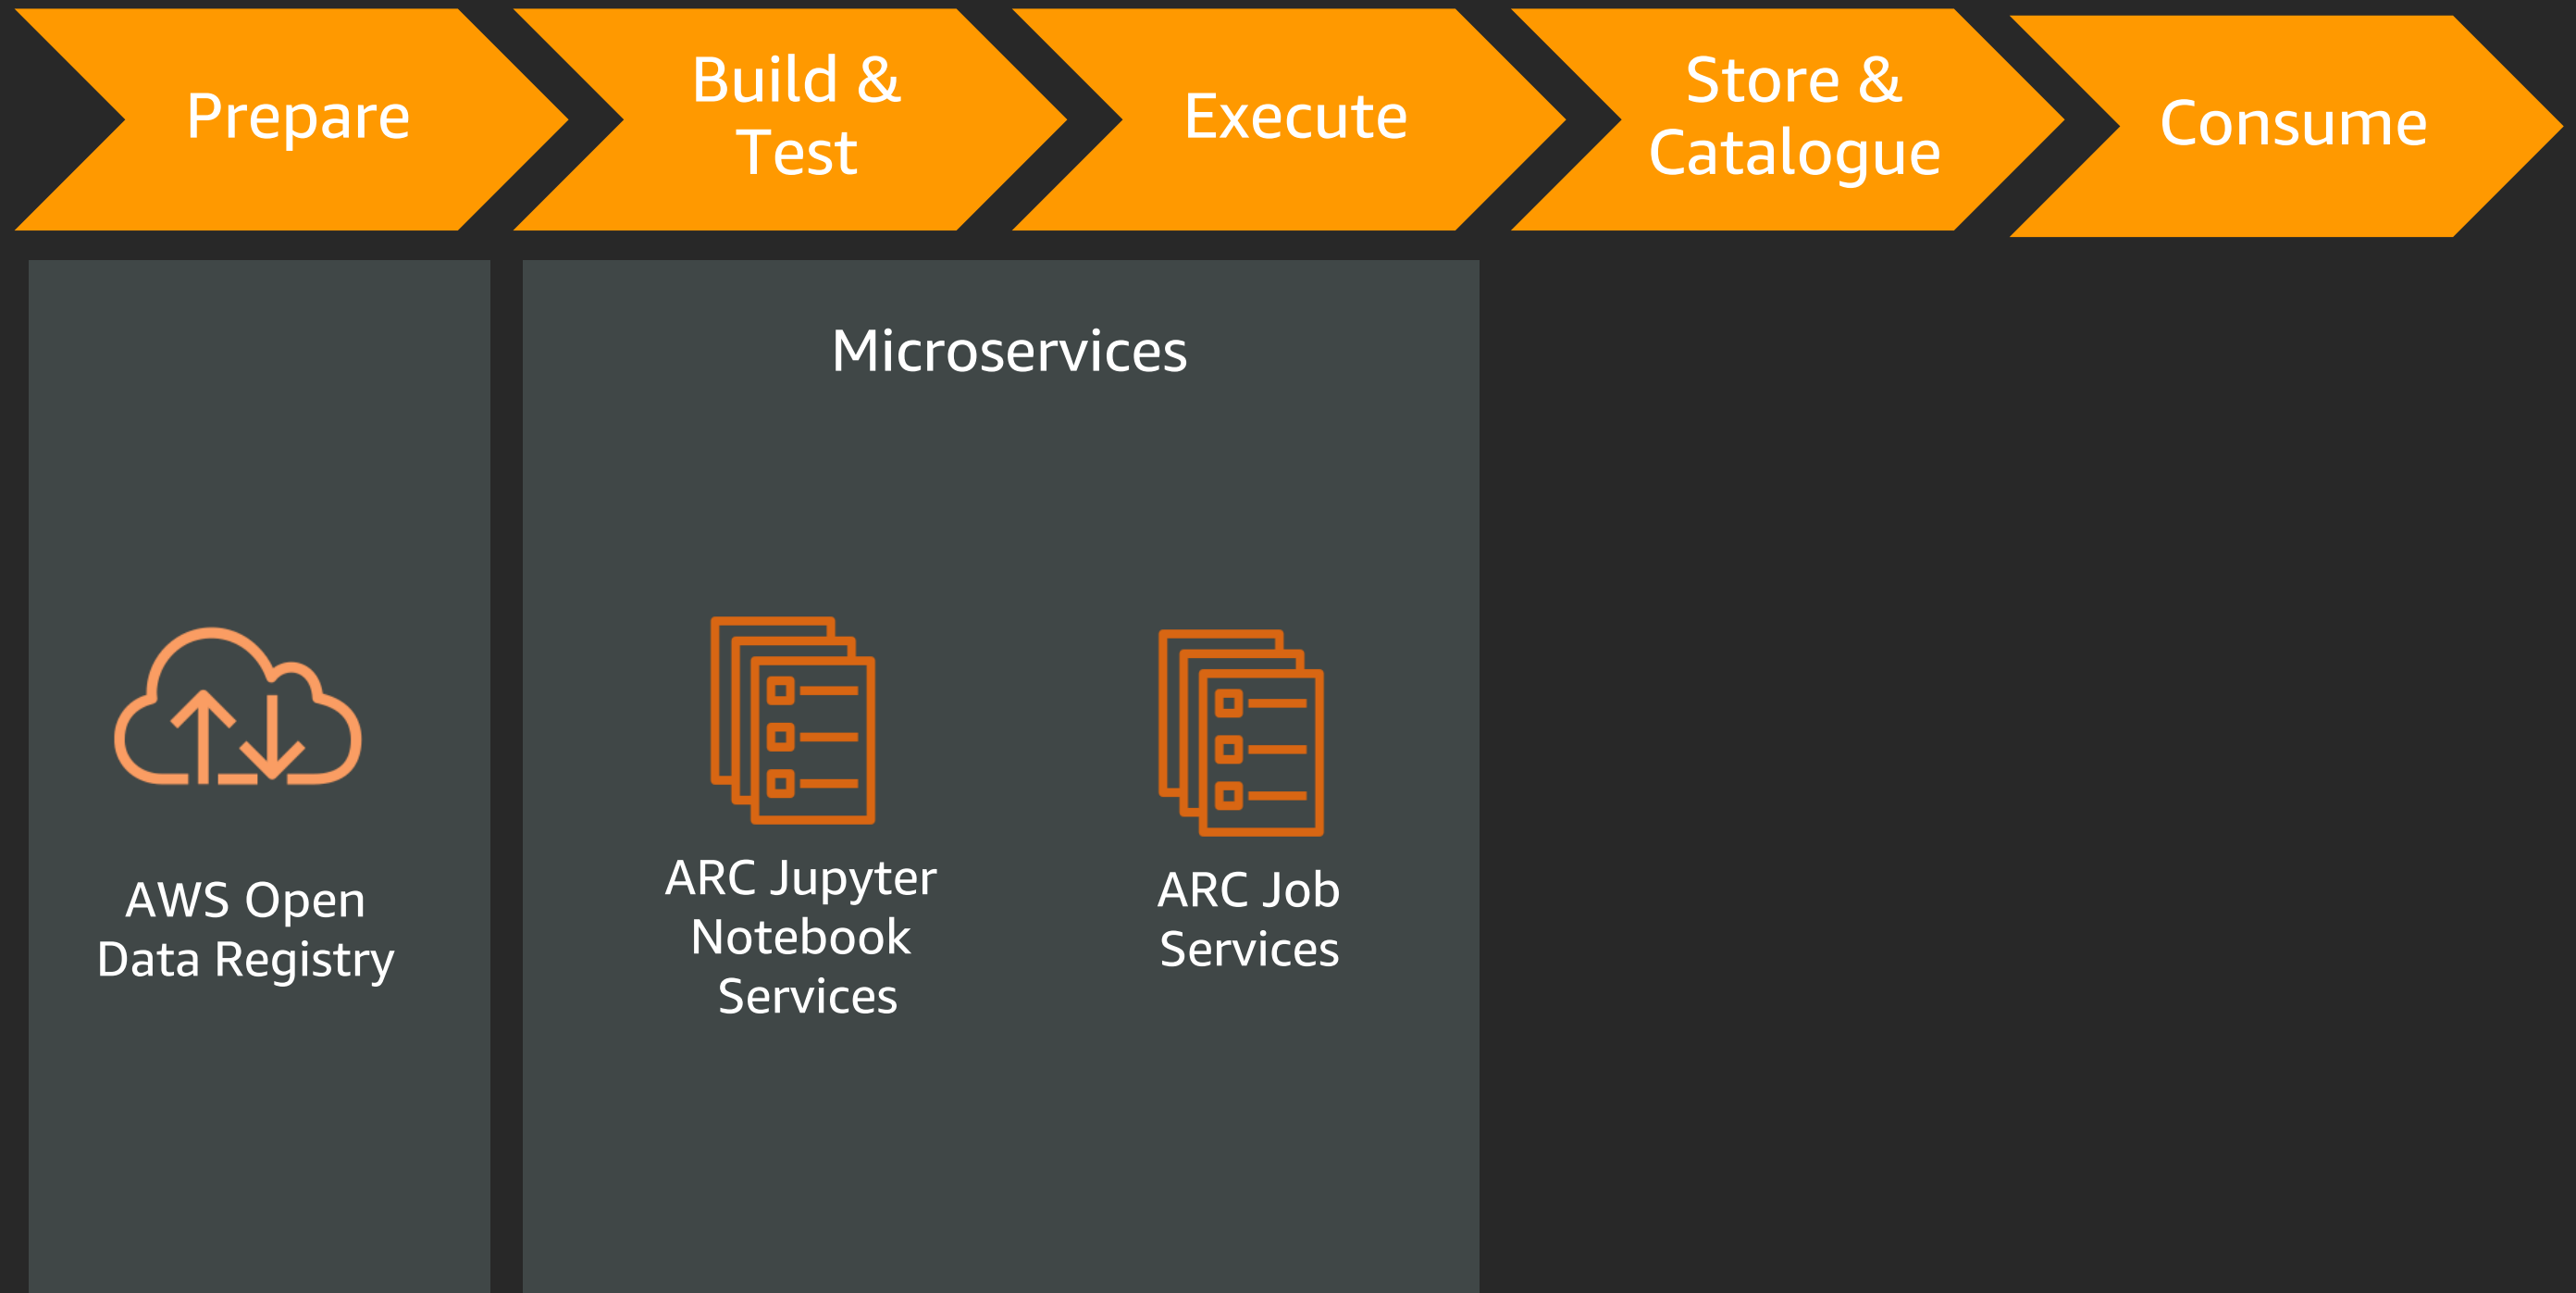 Prepare
Build &
Test
Execute
Store &
Catalogue
Consume
Microservices
AWS Open
Data Registry
ARC Jupyter
Notebook
Services
ARC Job
Services